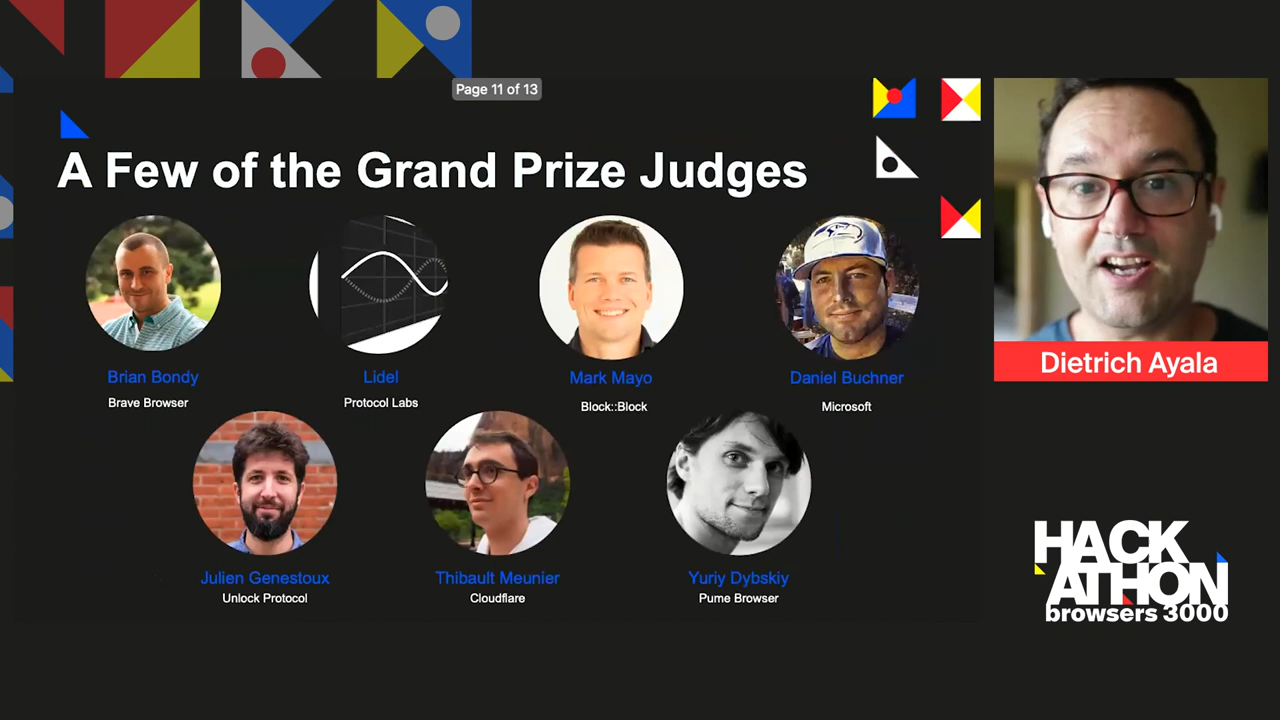 Page 11 of 13
A Few of the Grand Prize Judges
Brian Bondy
Brave Browser
Lidel
Protocol Labs
Mark Mayo
Block::Block
Daniel Buchner
Microsoft
Julien Genestoux
Unlock Protocol
Thibault Meunier
Cloudflare
Yuriy Dybskiy
Pume Browser
Dietrich Ayala
HACK
ATHON
browsers 3000